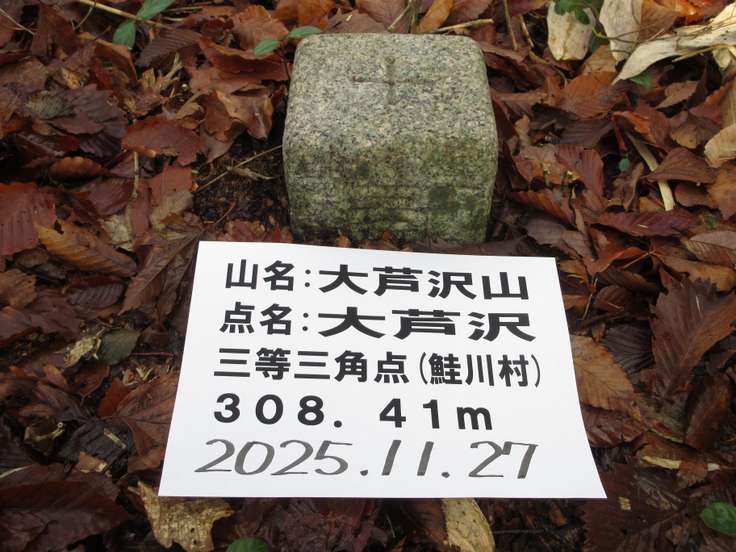 山名:大芦沢山
点名:大芦沢
三等三角点(鮭川村)
308.41m
2025.11.27